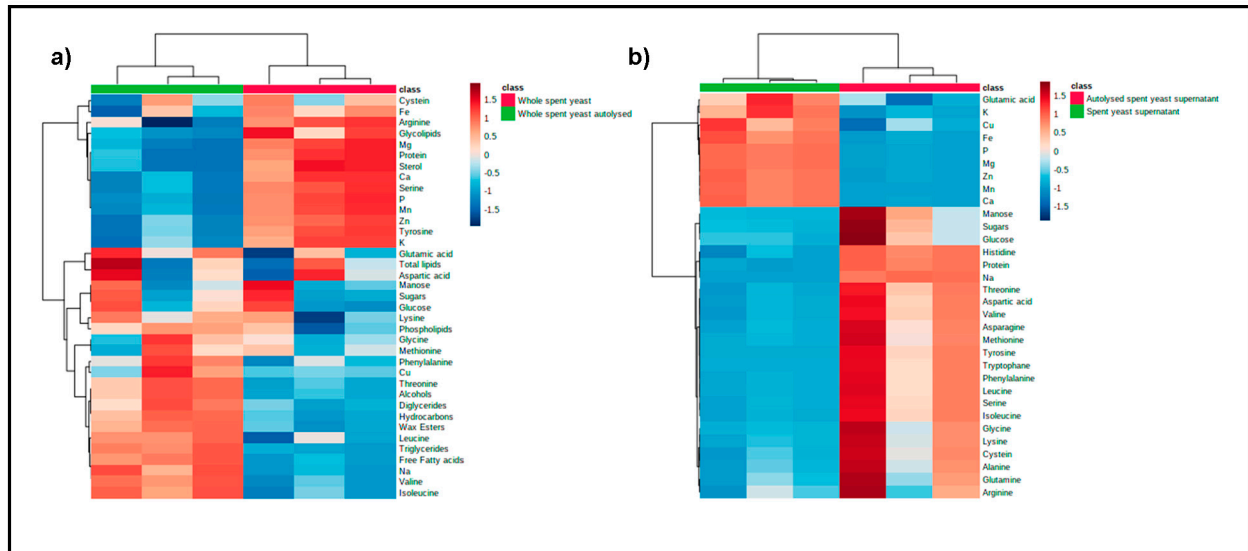 a)
class
Cystein
Fe
Arginine
Glycolipids
Mg
Protein
Sterol
Ca
Serine
P
Mn
Zn
Tyrosine
K
Glutamic acid
Total lipids
Aspartic acid
Manose
Sugars
Glucose
Lysine
Phospholipids
Glycine
Methionine
Phenylalanine
Cu
Threonine
Alcohols
Diglycerides
Hydrocarbons
Wax Esters
Leucine
Triglycerides
Free Fatty acids
Na
Valine
Isoleucine
1.5
1
0.5
0
-0.5
-1
-1.5
class
Whole spent yeast
Whole spent yeast autolysed
b)
class
Glutamic acid
K
Cu
Fe
P
Mg
Zn
Mn
Ca
Manose
Sugars
Glucose
Histidine
Protein
Na
Threonine
Aspartic acid
Valine
Asparagine
Methionine
Tyrosine
Tryptophane
Phenylalanine
Leucine
Serine
Isoleucine
Glycine
Lysine
Cystein
Alanine
Glutamine
Arginine
1.5
1
0.5
0
-0.5
-1
-1.5
class
Autolysed spent yeast supernatant
Spent yeast supernatant